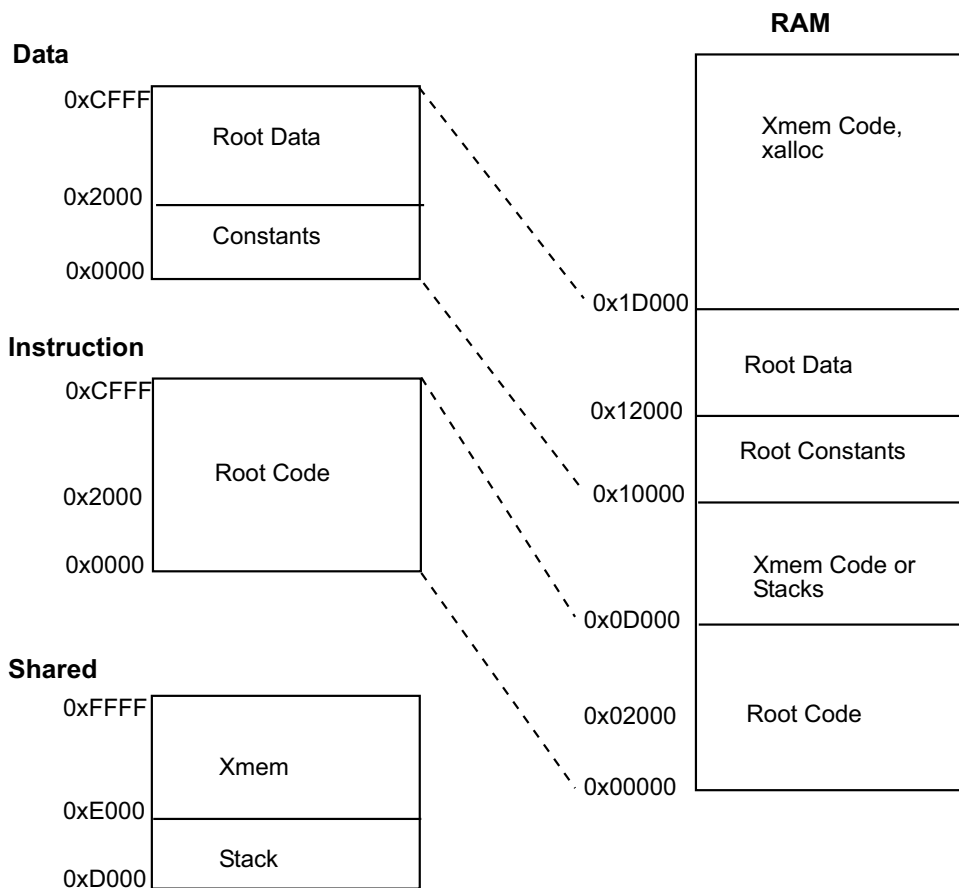 Data
0xCFFF
Root Data
0x2000
Constants
0x0000
Instruction
0xCFFF
Root Code
0x2000
0x0000
Shared
0xFFFF
Xmem
0xE000
Stack
0xD000
RAM
Xmem Code,
xalloc
0x1D000
Root Data
0x12000
Root Constants
0x10000
Xmem Code or
Stacks
0x0D000
0x02000
Root Code
0x00000